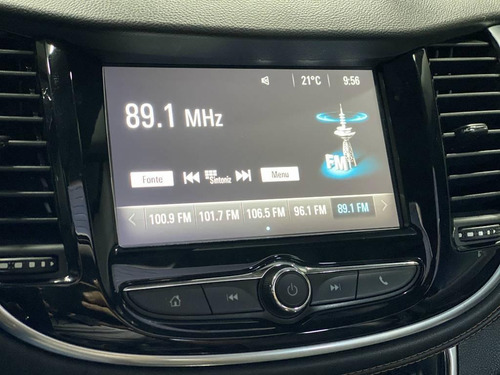 21°C 9:56
89.1 MHz
FM
Fonte Sintoniz Menu
100.9 FM 101.7 FM 106.5 FM 96.1 FM 89.1 FM